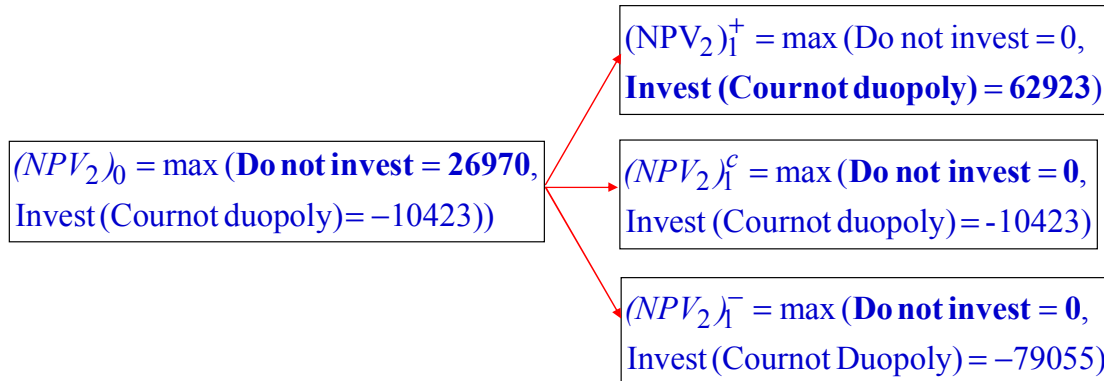 (NPV₂)₁⁺ = max (Do not invest = 0,
Invest (Cournot duopoly) = 62923)
(NPV₂)₀ = max (Do not invest = 26970,
Invest (Cournot duopoly) = −10423))
(NPV₂)₁ᶜ = max (Do not invest = 0,
Invest (Cournot duopoly) = -10423)
(NPV₂)₁⁻ = max (Do not invest = 0,
Invest (Cournot Duopoly) = −79055)